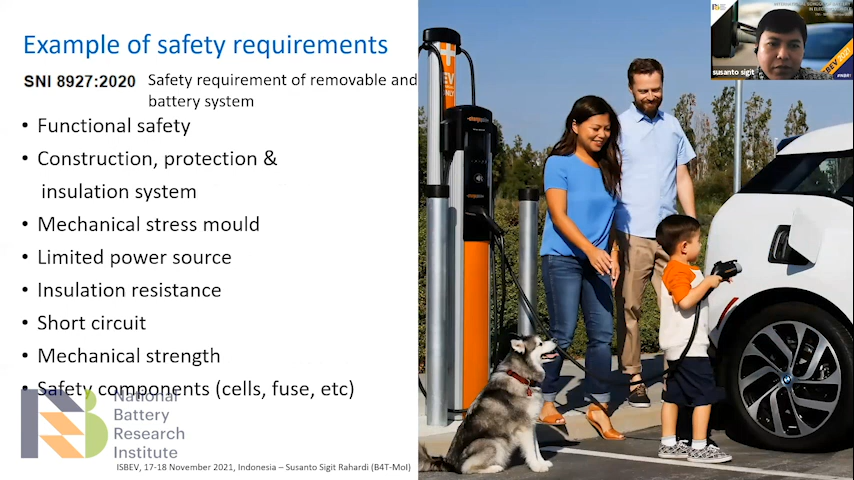 Example of safety requirements
SNI 8927:2020 Safety requirement of removable and
battery system
• Functional safety
• Construction, protection &
insulation system
• Mechanical stress mould
• Limited power source
• Insulation resistance
• Short circuit
• Mechanical strength
• Safety components (cells, fuse, etc)
National
Battery
Research
Institute
ISBEV, 17-18 November 2021, Indonesia – Susanto Sigit Rahardi (B4T-MoI)
EV
ONLY
susanto sigit